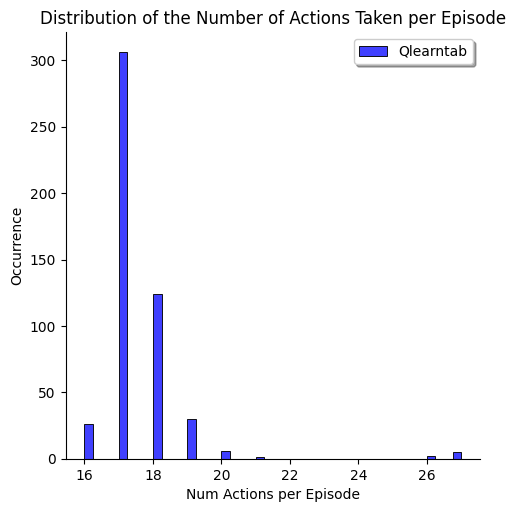 Distribution of the Number of Actions Taken per Episode
Qlearntab
300
250
200
150
100
50
0
Occurrence
16 18 20 22 24 26
Num Actions per Episode